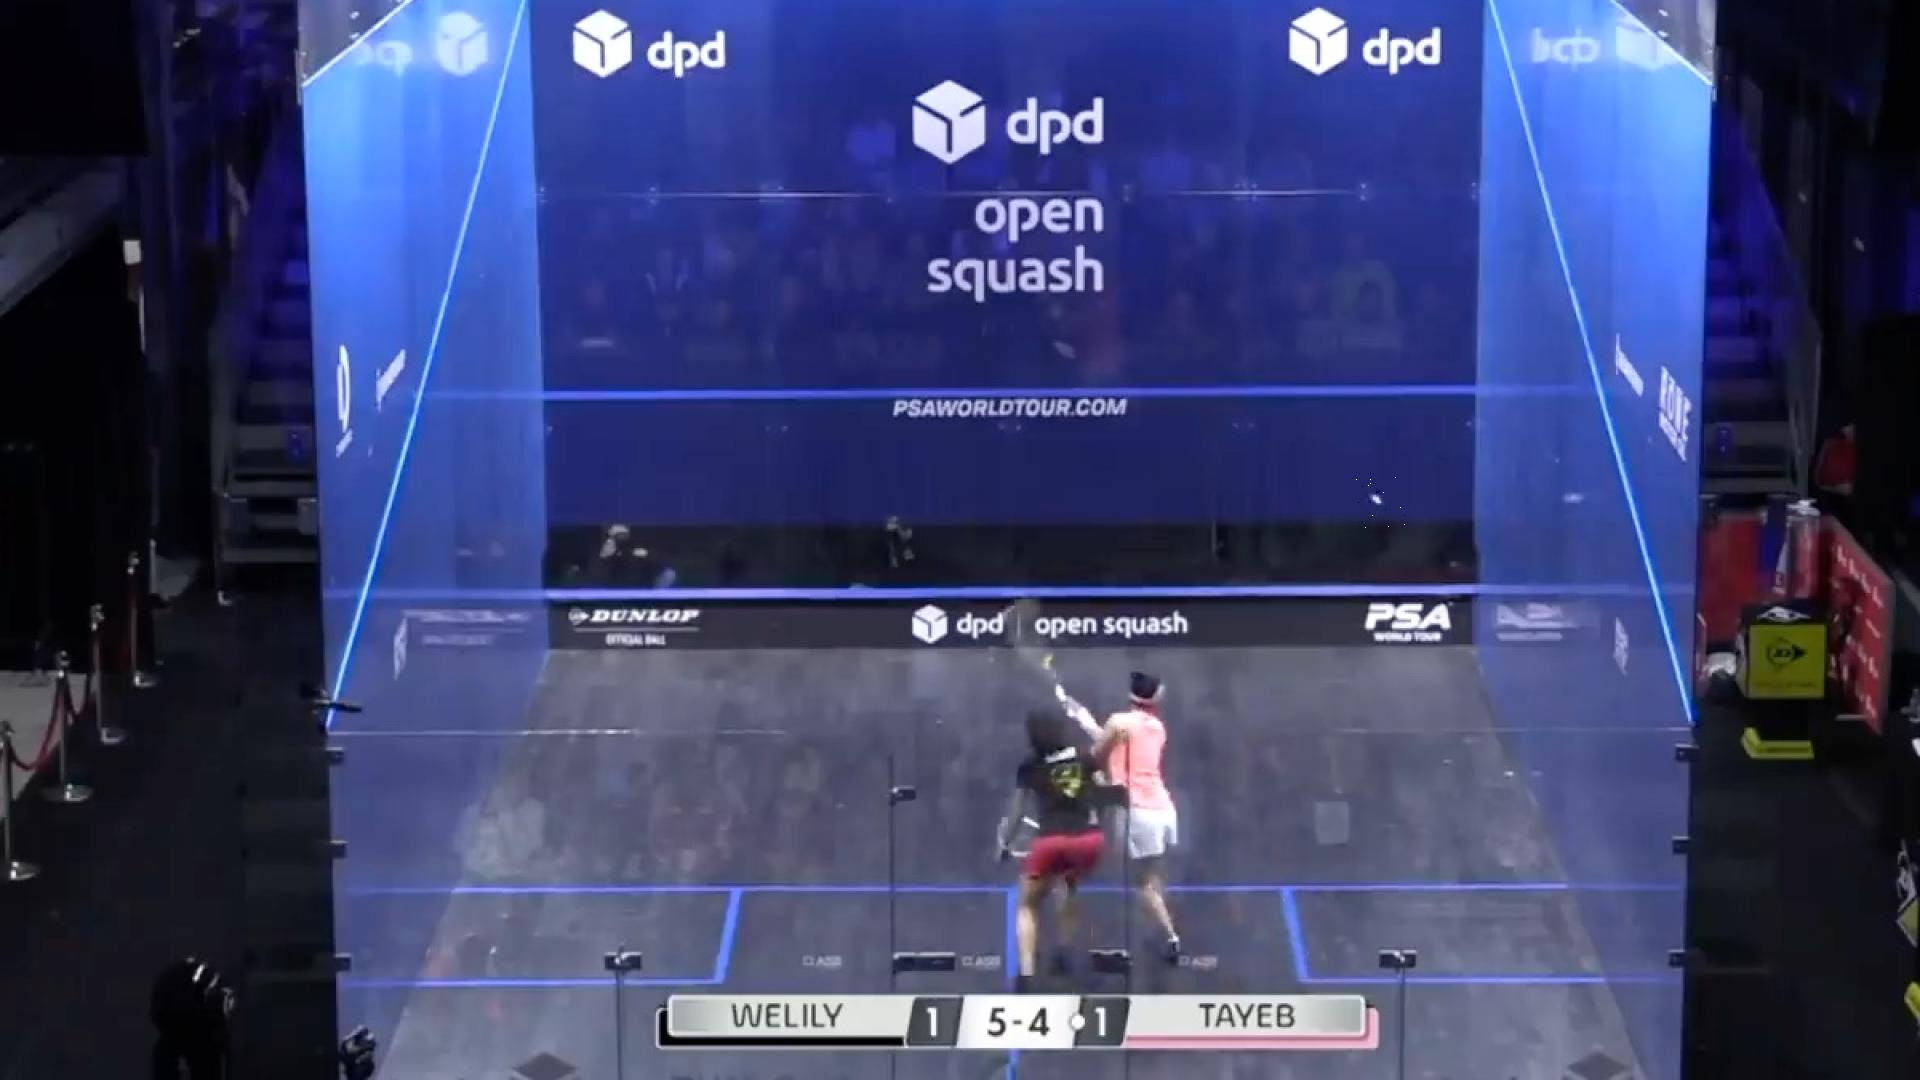 dpd
dpd
dpd
open
squash
PSAWORLDTOUR.COM
ROWE
DUNLOP
OFFICIAL BALL
dpd open squash
PSA
WORLD TOUR
WELILY 1 5-4 1 TAYEB